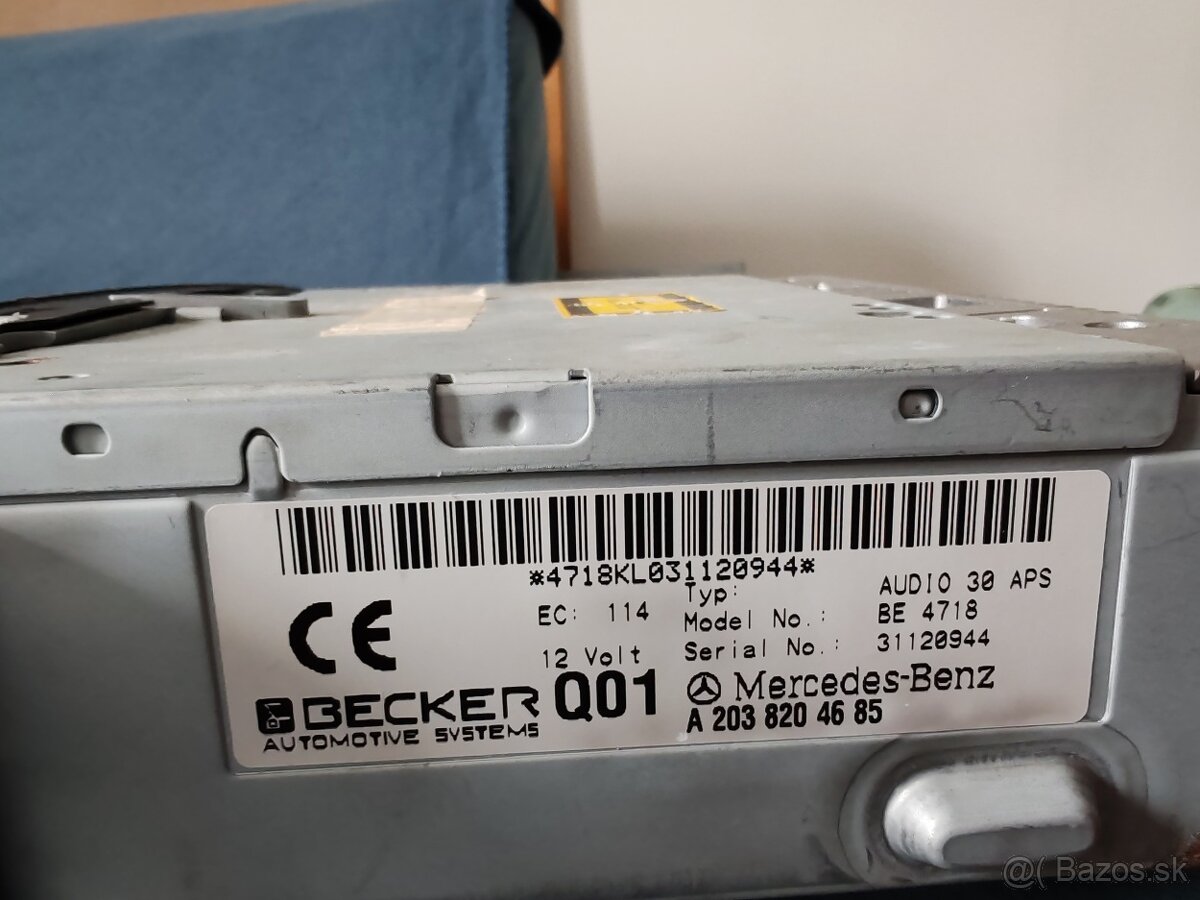 *4718KL031120944*
EC: 114
12 Volt
Typ: AUDIO 30 APS
Model No.: BE 4718
Serial No.: 31120944
BECKER
AUTOMOTIVE SYSTEMS
Q01
Mercedes-Benz
A 203 820 46 85
CE
@( Bazos.sk